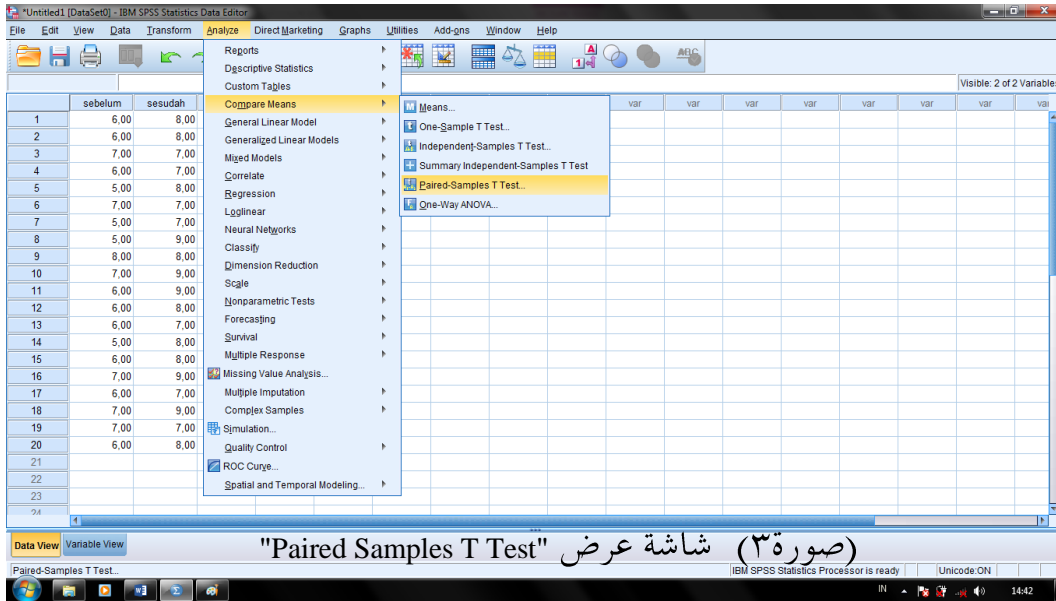 *Untitled1 [DataSet0] - IBM SPSS Statistics Data Editor
File Edit View Data Transform Analyze Direct Marketing Graphs Utilities Add-ons Window Help
Visible: 2 of 2 Variable
Reports
Descriptive Statistics
Custom Tables
Compare Means
General Linear Model
Generalized Linear Models
Mixed Models
Correlate
Regression
Loglinear
Neural Networks
Classify
Dimension Reduction
Scale
Nonparametric Tests
Forecasting
Survival
Multiple Response
Missing Value Analysis...
Multiple Imputation
Complex Samples
Simulation...
Quality Control
ROC Curve...
Spatial and Temporal Modeling...
Means...
One-Sample T Test...
Independent-Samples T Test...
Summary Independent-Samples T Test
Paired-Samples T Test...
One-Way ANOVA...
sebelum sesudah var var var var var var var
1 6,00 8,00
2 6,00 8,00
3 7,00 7,00
4 6,00 7,00
5 5,00 8,00
6 7,00 7,00
7 5,00 7,00
8 5,00 9,00
9 8,00 8,00
10 7,00 9,00
11 6,00 9,00
12 6,00 8,00
13 6,00 7,00
14 5,00 8,00
15 6,00 8,00
16 7,00 9,00
17 6,00 7,00
18 7,00 9,00
19 7,00 7,00
20 6,00 8,00
21
22
23
24
Data View Variable View
(صورة٣) شاشة عرض "Paired Samples T Test"
Paired-Samples T Test... IBM SPSS Statistics Processor is ready Unicode:ON
IN 14:42